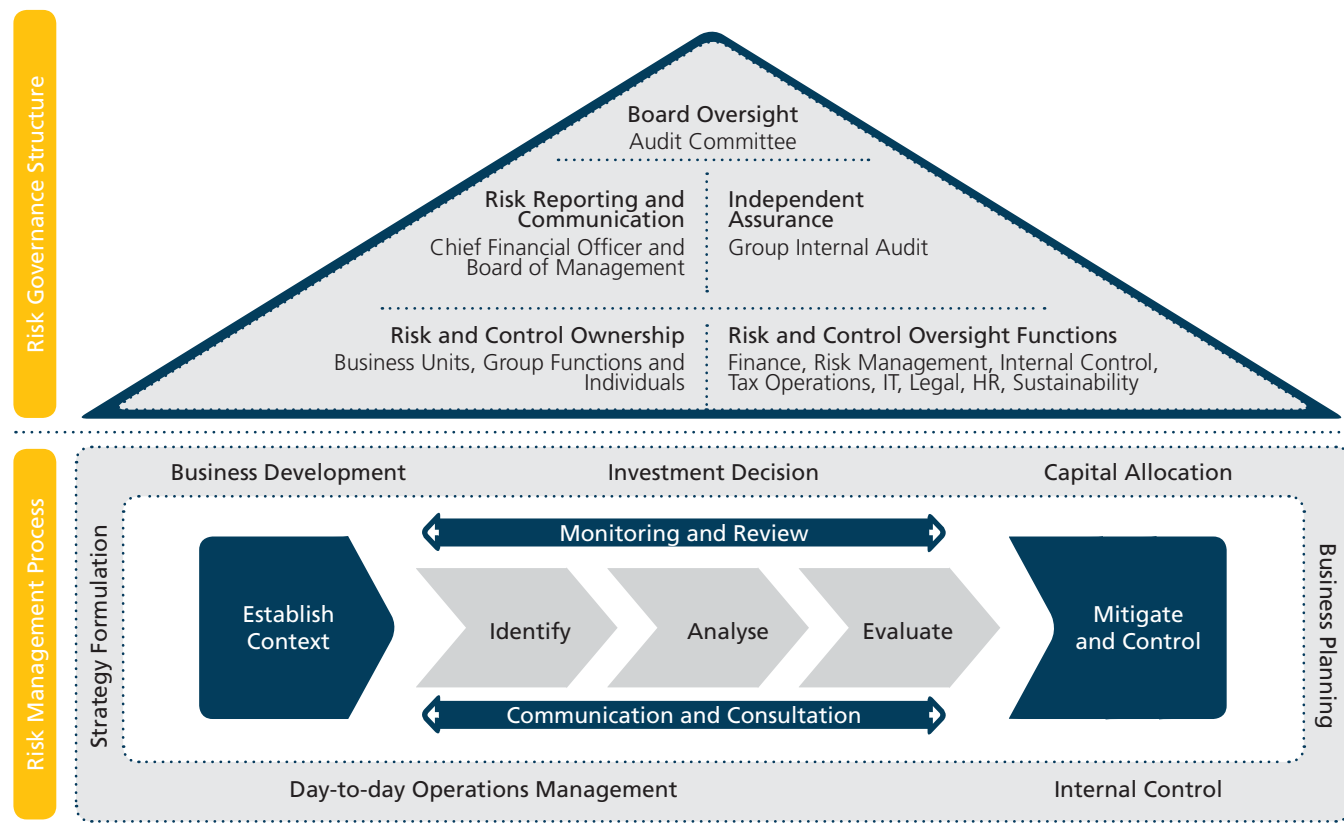 Risk Governance Structure
Board Oversight
Audit Committee
Risk Reporting and
Communication
Chief Financial Officer and
Board of Management
Independent
Assurance
Group Internal Audit
Risk and Control Ownership
Business Units, Group Functions and
Individuals
Risk and Control Oversight Functions
Finance, Risk Management, Internal Control,
Tax Operations, IT, Legal, HR, Sustainability
Risk Management Process
Business Development
Investment Decision
Capital Allocation
Strategy Formulation
Monitoring and Review
Establish
Context
Identify
Analyse
Evaluate
Mitigate
and Control
Communication and Consultation
Business Planning
Day-to-day Operations Management
Internal Control